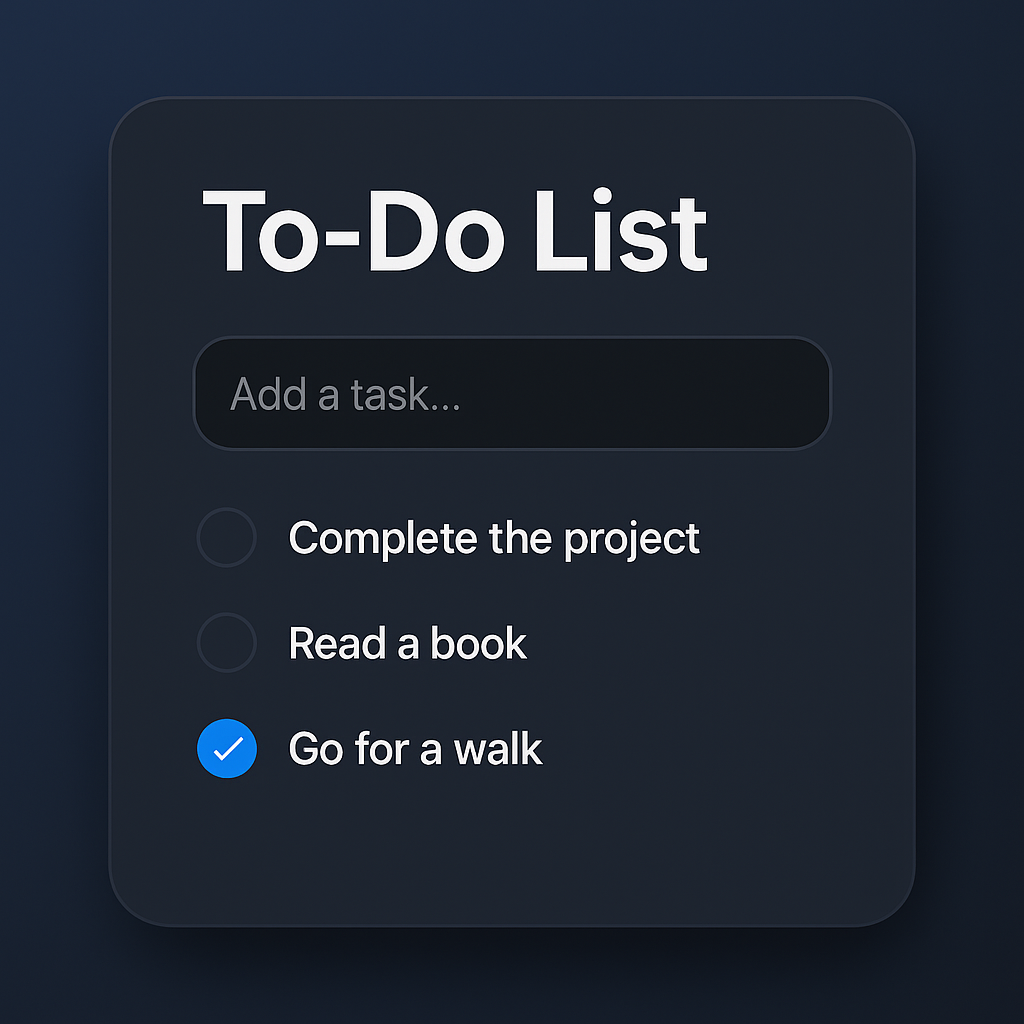 To-Do List
Add a task...
Complete the project
Read a book
Go for a walk